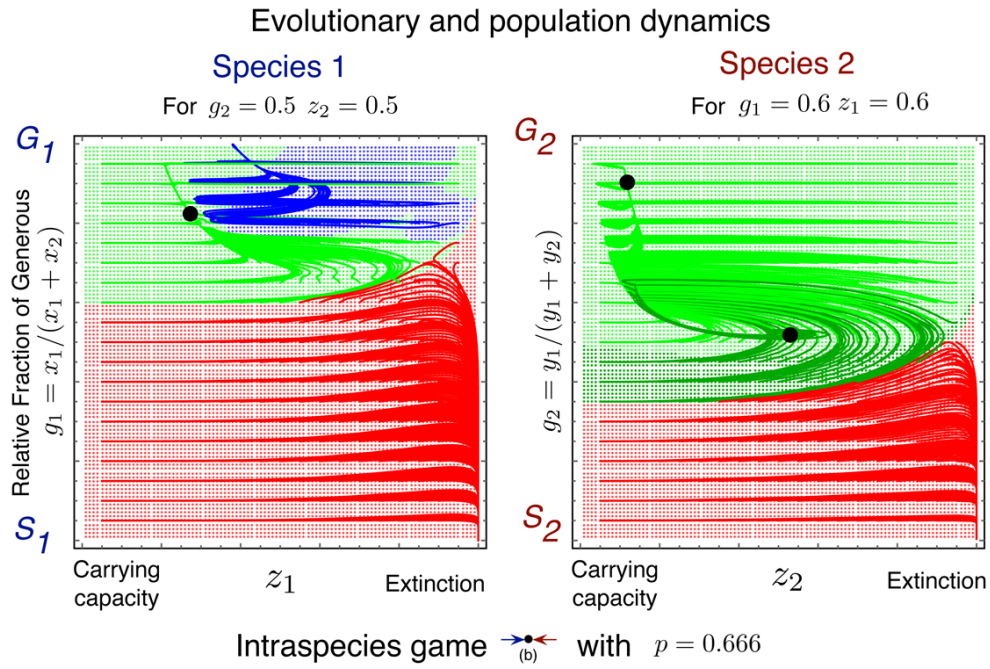 Evolutionary and population dynamics
Species 1
Species 2
For g₂ = 0.5 z₂ = 0.5
For g₁ = 0.6 z₁ = 0.6
G₁
G₂
Relative Fraction of Generous
g₁ = x₁/(x₁ + x₂)
g₂ = y₁/(y₁ + y₂)
S₁
S₂
Carrying
capacity
z₁
Extinction
Carrying
capacity
z₂
Extinction
Intraspecies game (b) with p = 0.666